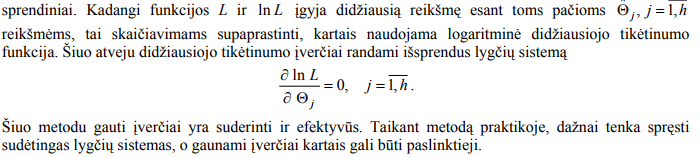 sprendiniai. Kadangi funkcijos L ir ln L įgyja didžiausią reikšmę esant toms pačioms Θ̂ⱼ, j = 1,h̅
reikšmėms, tai skaičiavimams supaprastinti, kartais naudojama logaritminė didžiausiojo tikėtinumo
funkcija. Šiuo atveju didžiausiojo tikėtinumo įverčiai randami išsprendus lygčių sistemą
∂ ln L / ∂ Θⱼ = 0, j = 1,h̅ .
Šiuo metodu gauti įverčiai yra suderinti ir efektyvūs. Taikant metodą praktikoje, dažnai tenka spręsti
sudėtingas lygčių sistemas, o gaunami įverčiai kartais gali būti paslinktieji.